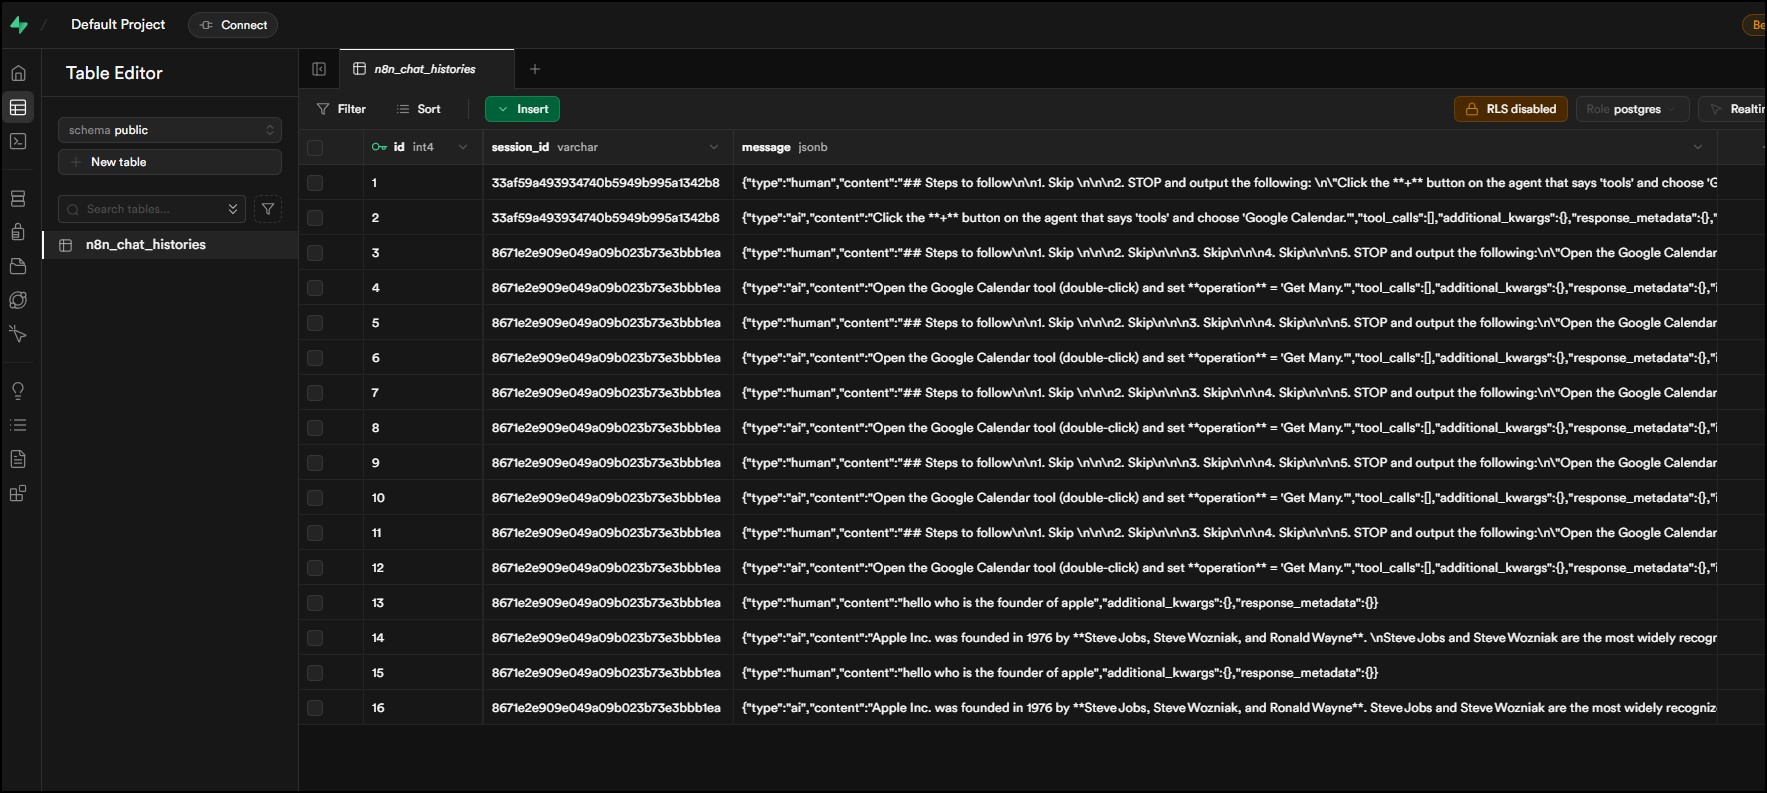 Default Project
Connect
Be
Table Editor
n8n_chat_histories
schema public
New table
Search tables...
n8n_chat_histories
Filter
Sort
Insert
RLS disabled
Role postgres
Realtim
id int4
session_id varchar
message jsonb
1 33af59a493934740b5949b995a1342b8 {"type":"human","content":"## Steps to follow\n\n1. Skip \n\n\n2. STOP and output the following: \n\"Click the **+** button on the agent that says 'tools' and choose 'G
2 33af59a493934740b5949b995a1342b8 {"type":"ai","content":"Click the **+** button on the agent that says 'tools' and choose 'Google Calendar.'","tool_calls":[],"additional_kwargs":{},"response_metadata":{},"
3 8671e2e909e049a09b023b73e3bbb1ea {"type":"human","content":"## Steps to follow\n\n1. Skip \n\n\n2. Skip\n\n\n3. Skip\n\n\n4. Skip\n\n\n5. STOP and output the following:\n\"Open the Google Calendar
4 8671e2e909e049a09b023b73e3bbb1ea {"type":"ai","content":"Open the Google Calendar tool (double-click) and set **operation** = 'Get Many.'","tool_calls":[],"additional_kwargs":{},"response_metadata":{},"i
5 8671e2e909e049a09b023b73e3bbb1ea {"type":"human","content":"## Steps to follow\n\n1. Skip \n\n\n2. Skip\n\n\n3. Skip\n\n\n4. Skip\n\n\n5. STOP and output the following:\n\"Open the Google Calendar
6 8671e2e909e049a09b023b73e3bbb1ea {"type":"ai","content":"Open the Google Calendar tool (double-click) and set **operation** = 'Get Many.'","tool_calls":[],"additional_kwargs":{},"response_metadata":{},"i
7 8671e2e909e049a09b023b73e3bbb1ea {"type":"human","content":"## Steps to follow\n\n1. Skip \n\n\n2. Skip\n\n\n3. Skip\n\n\n4. Skip\n\n\n5. STOP and output the following:\n\"Open the Google Calendar
8 8671e2e909e049a09b023b73e3bbb1ea {"type":"ai","content":"Open the Google Calendar tool (double-click) and set **operation** = 'Get Many.'","tool_calls":[],"additional_kwargs":{},"response_metadata":{},"i
9 8671e2e909e049a09b023b73e3bbb1ea {"type":"human","content":"## Steps to follow\n\n1. Skip \n\n\n2. Skip\n\n\n3. Skip\n\n\n4. Skip\n\n\n5. STOP and output the following:\n\"Open the Google Calendar
10 8671e2e909e049a09b023b73e3bbb1ea {"type":"ai","content":"Open the Google Calendar tool (double-click) and set **operation** = 'Get Many.'","tool_calls":[],"additional_kwargs":{},"response_metadata":{},"i
11 8671e2e909e049a09b023b73e3bbb1ea {"type":"human","content":"## Steps to follow\n\n1. Skip \n\n\n2. Skip\n\n\n3. Skip\n\n\n4. Skip\n\n\n5. STOP and output the following:\n\"Open the Google Calendar
12 8671e2e909e049a09b023b73e3bbb1ea {"type":"ai","content":"Open the Google Calendar tool (double-click) and set **operation** = 'Get Many.'","tool_calls":[],"additional_kwargs":{},"response_metadata":{},"i
13 8671e2e909e049a09b023b73e3bbb1ea {"type":"human","content":"hello who is the founder of apple","additional_kwargs":{},"response_metadata":{}}
14 8671e2e909e049a09b023b73e3bbb1ea {"type":"ai","content":"Apple Inc. was founded in 1976 by **Steve Jobs, Steve Wozniak, and Ronald Wayne**. \nSteve Jobs and Steve Wozniak are the most widely recogn
15 8671e2e909e049a09b023b73e3bbb1ea {"type":"human","content":"hello who is the founder of apple","additional_kwargs":{},"response_metadata":{}}
16 8671e2e909e049a09b023b73e3bbb1ea {"type":"ai","content":"Apple Inc. was founded in 1976 by **Steve Jobs, Steve Wozniak, and Ronald Wayne**. Steve Jobs and Steve Wozniak are the most widely recogniz